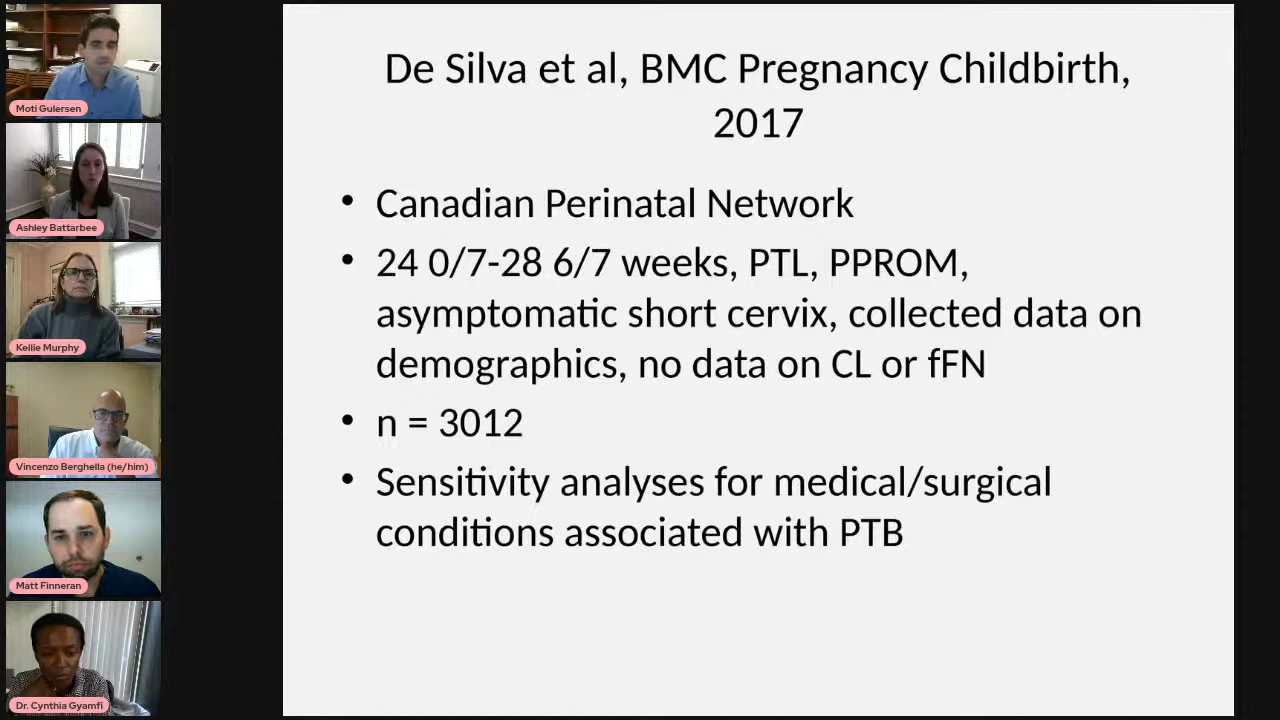 Moti Gulersen
Ashley Battarbee
Kellie Murphy
Vincenzo Berghella (he/him)
Matt Finneran
Dr. Cynthia Gyamfi
De Silva et al, BMC Pregnancy Childbirth,
2017
• Canadian Perinatal Network
• 24 0/7-28 6/7 weeks, PTL, PPROM,
asymptomatic short cervix, collected data on
demographics, no data on CL or fFN
• n = 3012
• Sensitivity analyses for medical/surgical
conditions associated with PTB